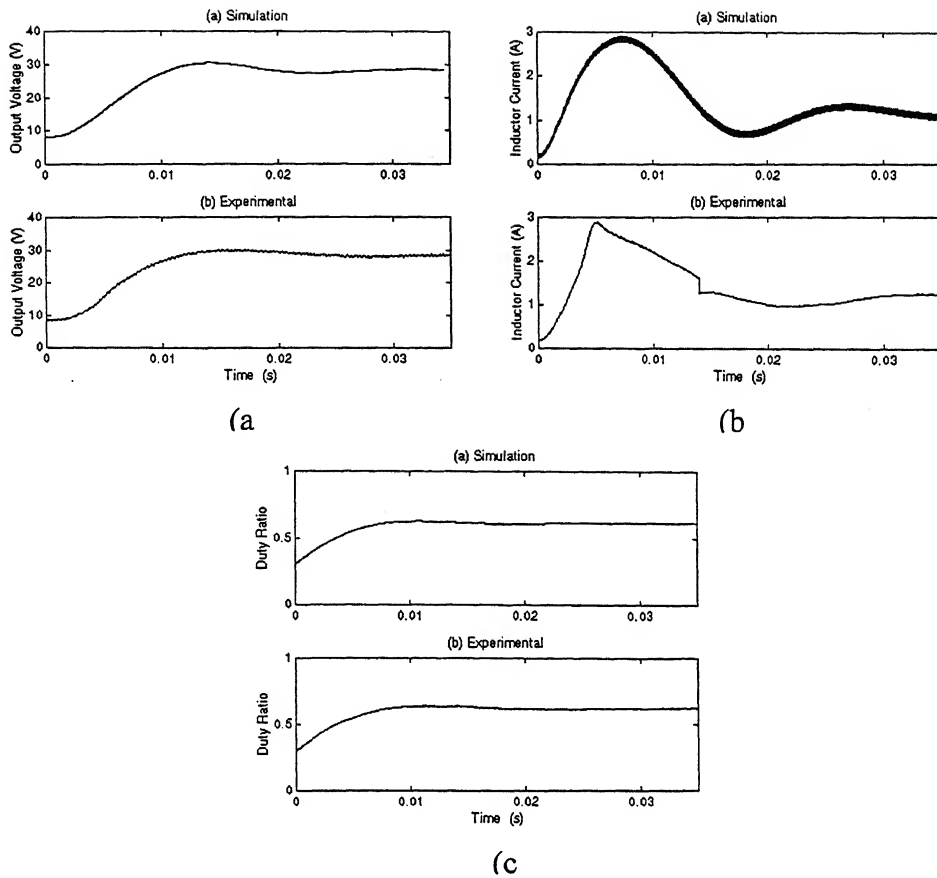 (a) Simulation
Output Voltage (V)
40
30
20
10
0
0
0.01
0.02
0.03
(b) Experimental
Output Voltage (V)
40
30
20
10
0
0
0.01
0.02
0.03
Time (s)
(a
(a) Simulation
Inductor Current (A)
3
2
1
0
0
0.01
0.02
0.03
(b) Experimental
Inductor Current (A)
3
2
1
0
0
0.01
0.02
0.03
Time (s)
(b
(a) Simulation
Duty Ratio
1
0.5
0
0
0.01
0.02
0.03
(b) Experimental
Duty Ratio
1
0.5
0
0
0.01
0.02
0.03
Time (s)
(c